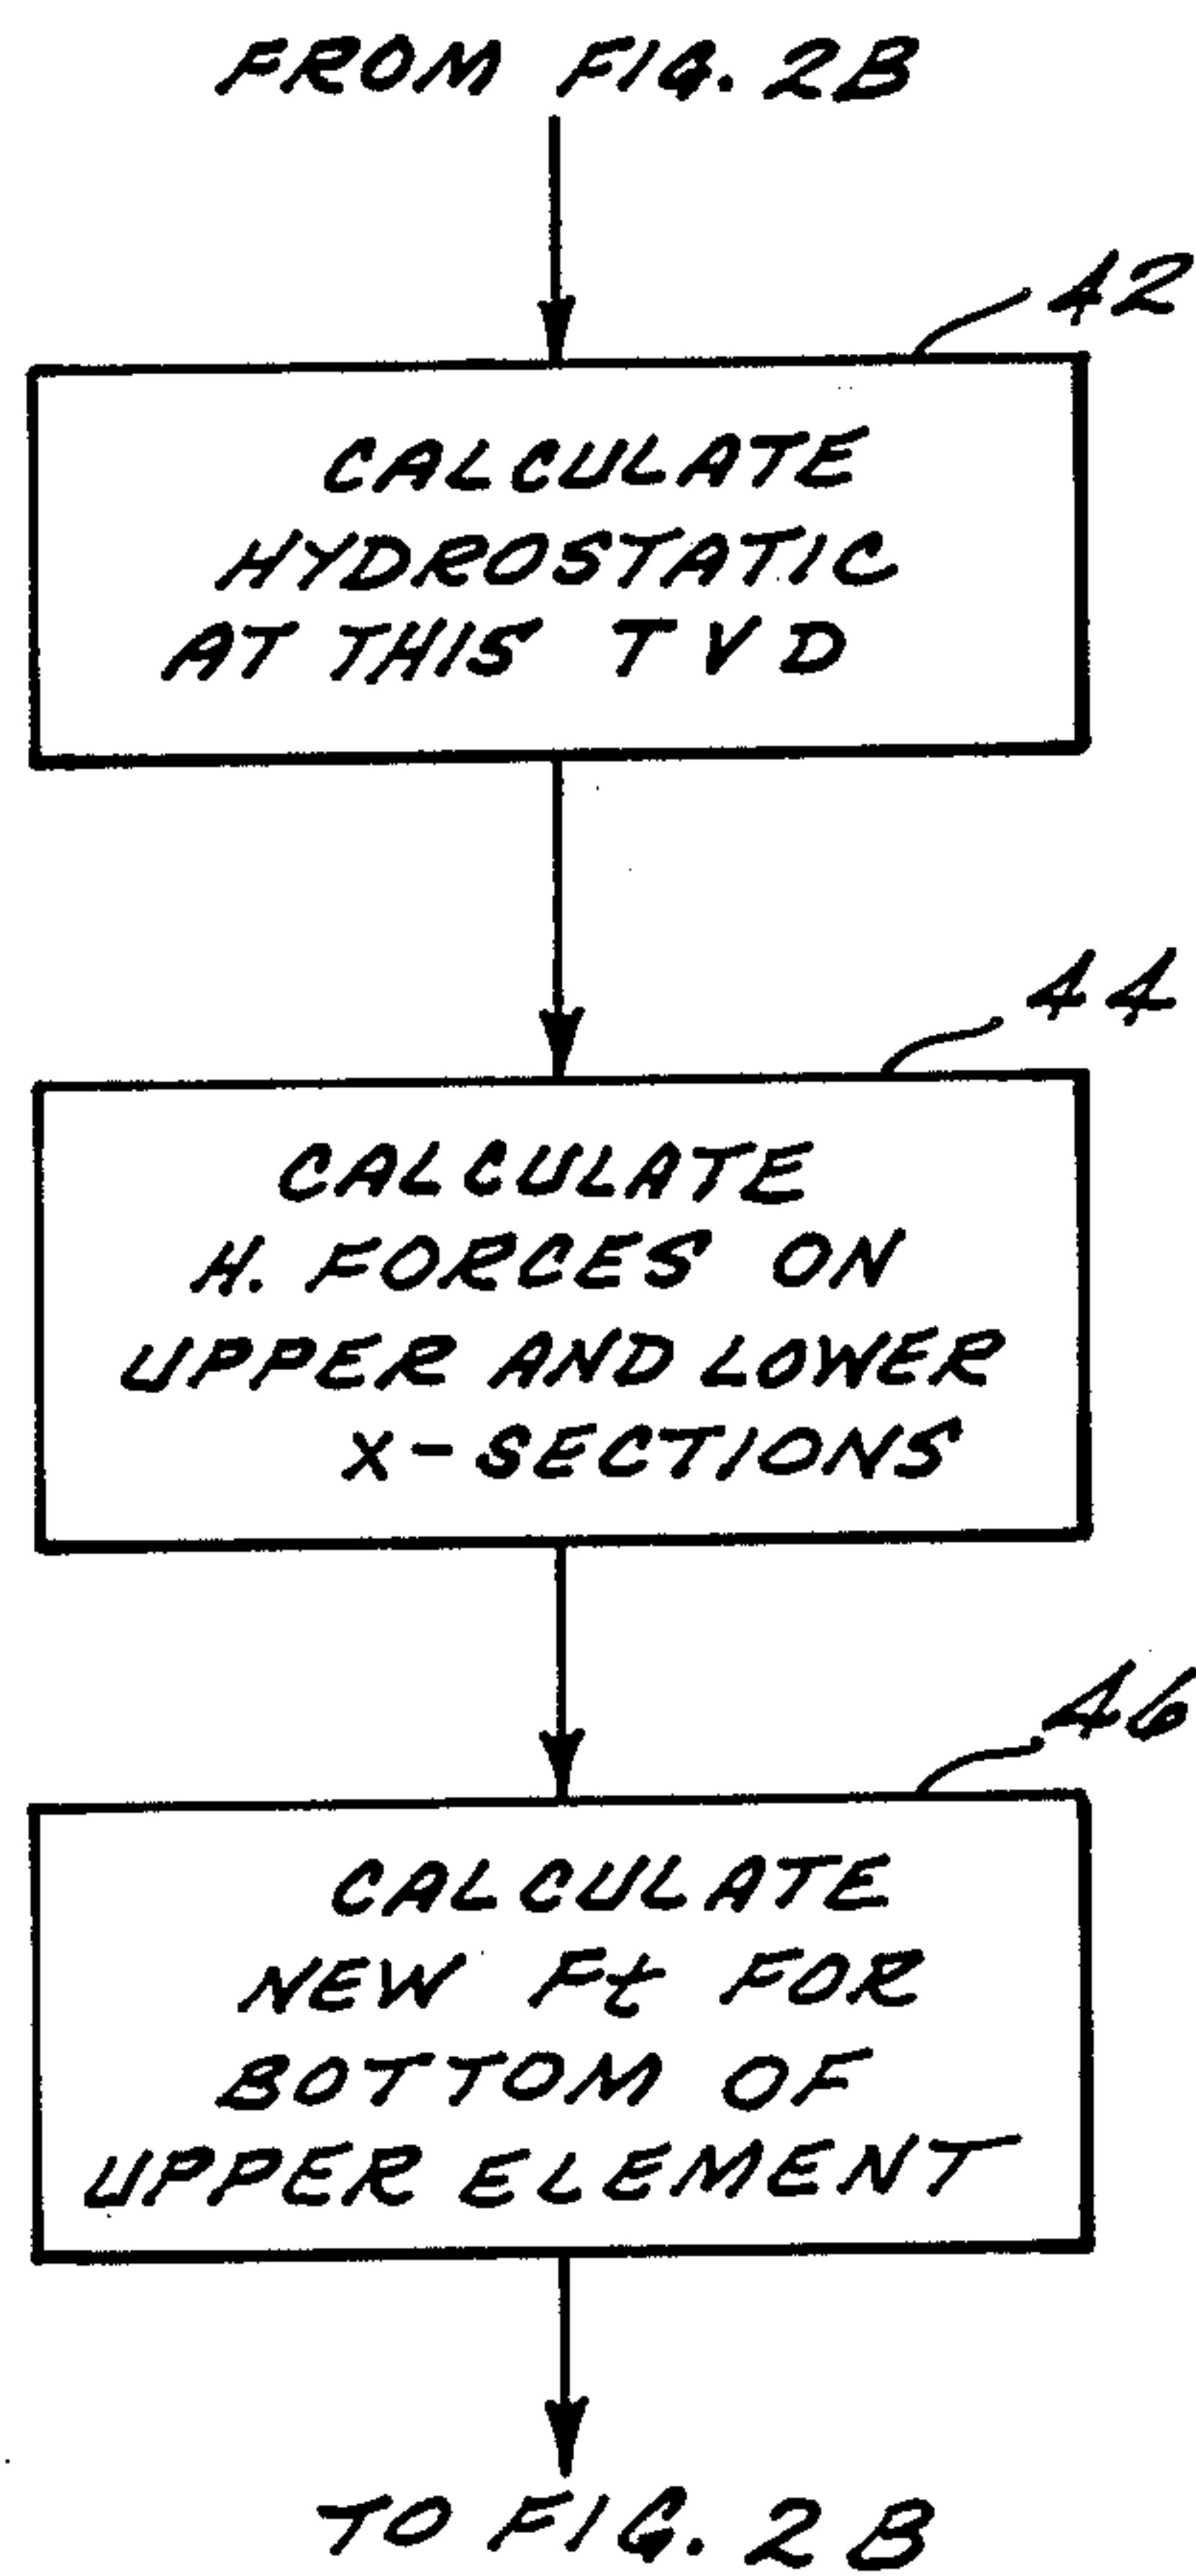 FROM FIG. 2B
42
CALCULATE
HYDROSTATIC
AT THIS TVD
44
CALCULATE
H. FORCES ON
UPPER AND LOWER
X-SECTIONS
46
CALCULATE
NEW Ft FOR
BOTTOM OF
UPPER ELEMENT
TO FIG. 2B